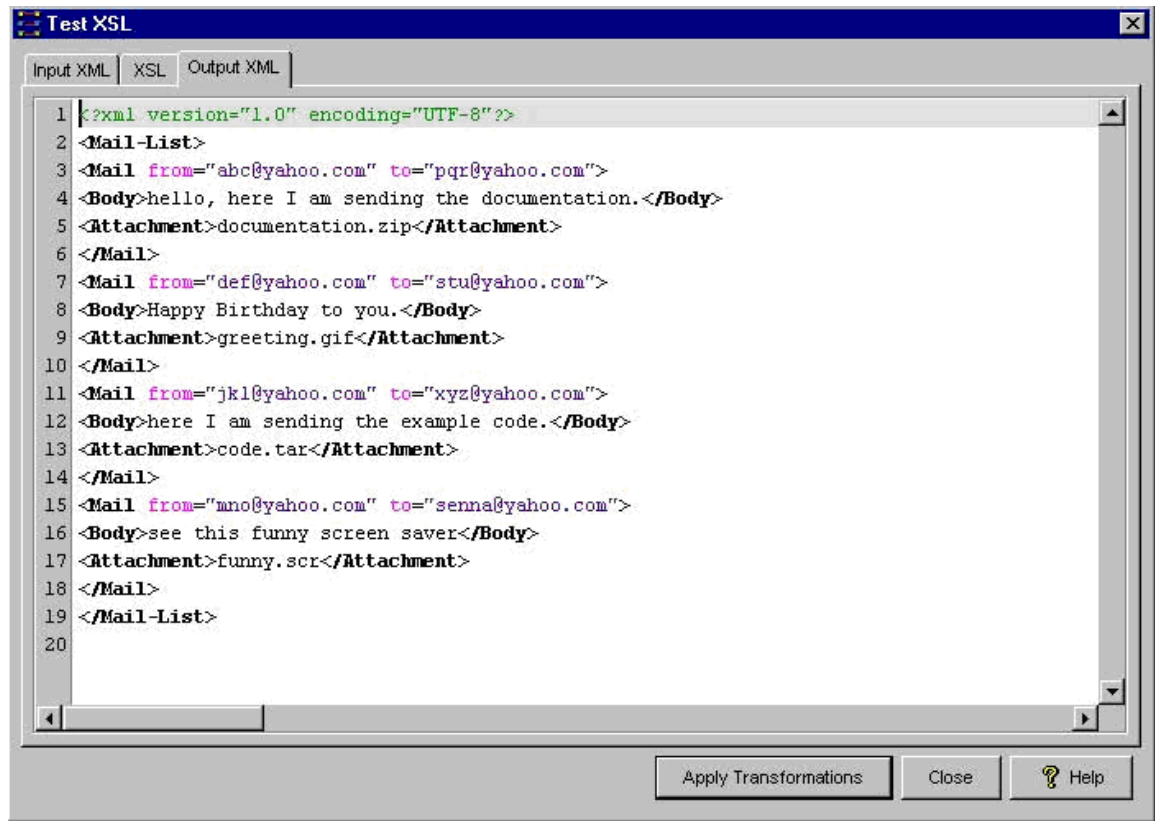 Test XSL
Input XML XSL Output XML
1 <?xml version="1.0" encoding="UTF-8"?>
2 <Mail-List>
3 <Mail from="abc@yahoo.com" to="pqr@yahoo.com">
4 <Body>hello, here I am sending the documentation.</Body>
5 <Attachment>documentation.zip</Attachment>
6 </Mail>
7 <Mail from="def@yahoo.com" to="stu@yahoo.com">
8 <Body>Happy Birthday to you.</Body>
9 <Attachment>greeting.gif</Attachment>
10 </Mail>
11 <Mail from="jkl@yahoo.com" to="xyz@yahoo.com">
12 <Body>here I am sending the example code.</Body>
13 <Attachment>code.tar</Attachment>
14 </Mail>
15 <Mail from="mno@yahoo.com" to="senna@yahoo.com">
16 <Body>see this funny screen saver</Body>
17 <Attachment>funny.scr</Attachment>
18 </Mail>
19 </Mail-List>
20
Apply Transformations Close ? Help